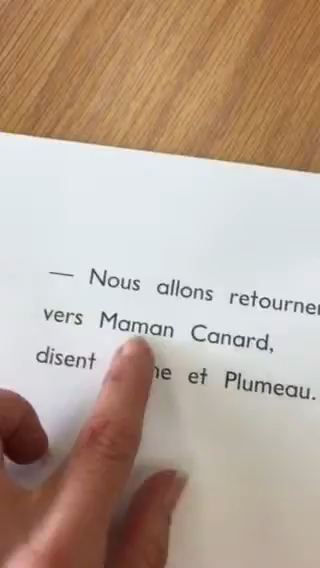 — Nous allons retourner
vers Maman Canard,
disent et Plumeau.